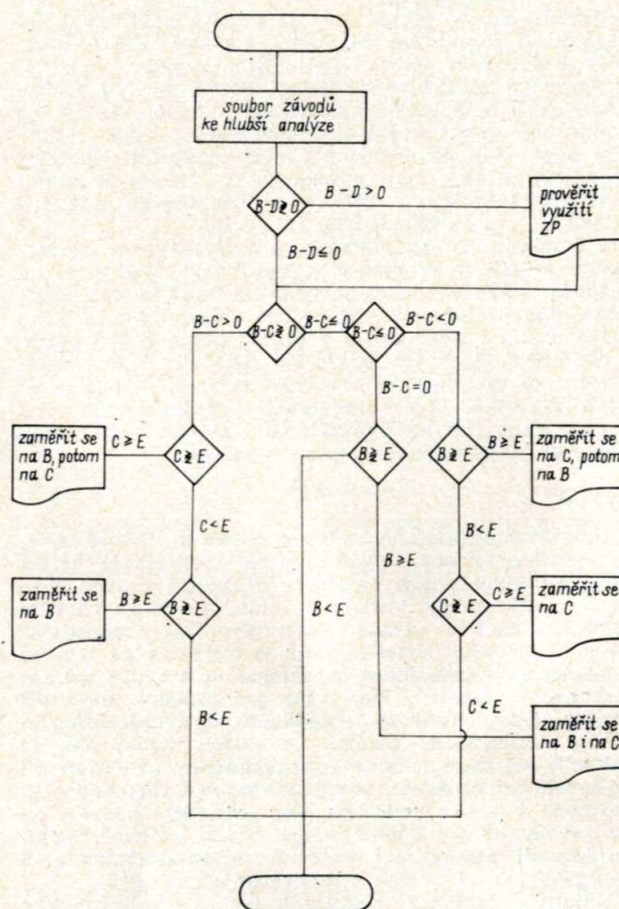 soubor závodů
ke hlubší analýze
B-D≷0
B-D>0
prověřit
využití
ZP
B-D≤0
B-C>0
B-C≷0
B-C≤0
B-C≤0
B-C<0
B-C=0
zaměřit se
na B, potom
na C
C≥E
C≷E
B≷E
B≷E
B≥E
zaměřit se
na C, potom
na B
C<E
B<E
B≥E
zaměřit se
na B
B≥E
B≷E
B<E
C≷E
C≥E
zaměřit se
na C
B<E
C<E
zaměřit se
na B i na C